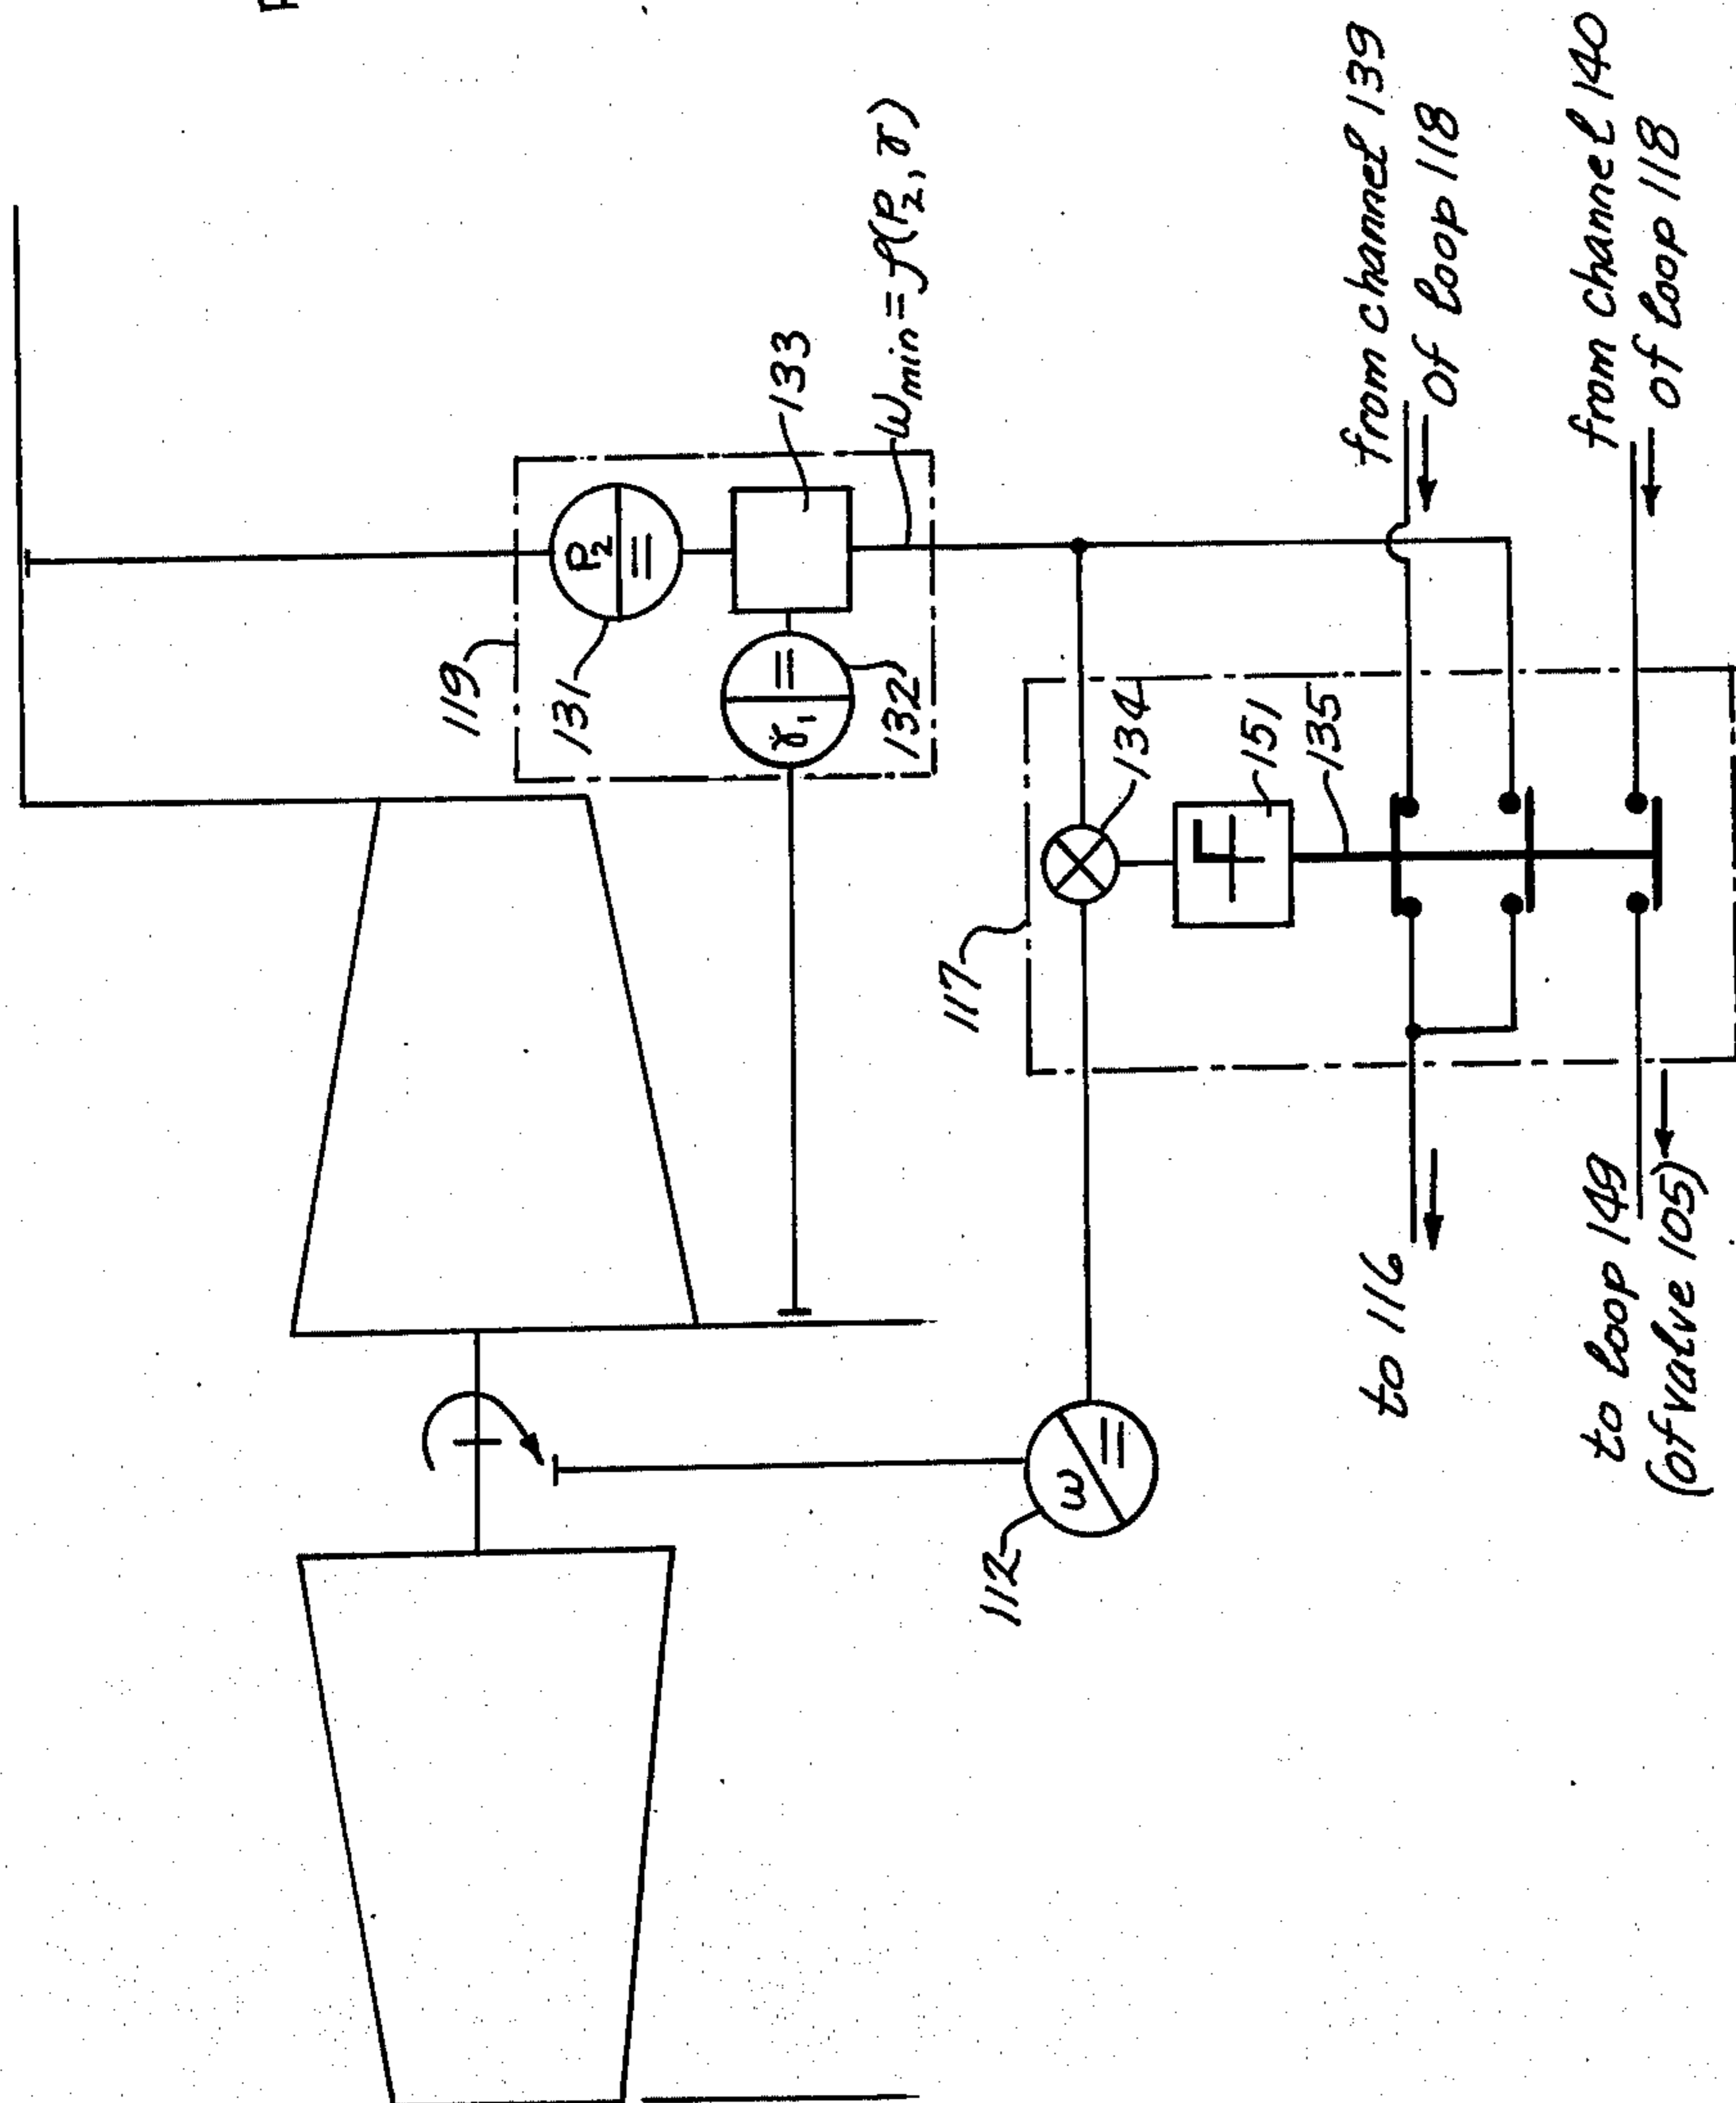 119
131
P₂
=
133
γ₁ =
132
ω_min = f(P₂, γ)
117
134
151
135
112
ω
=
from channel 139
of loop 118
from channel 140
of loop 118
to 116
to loop 149
(of valve 105)